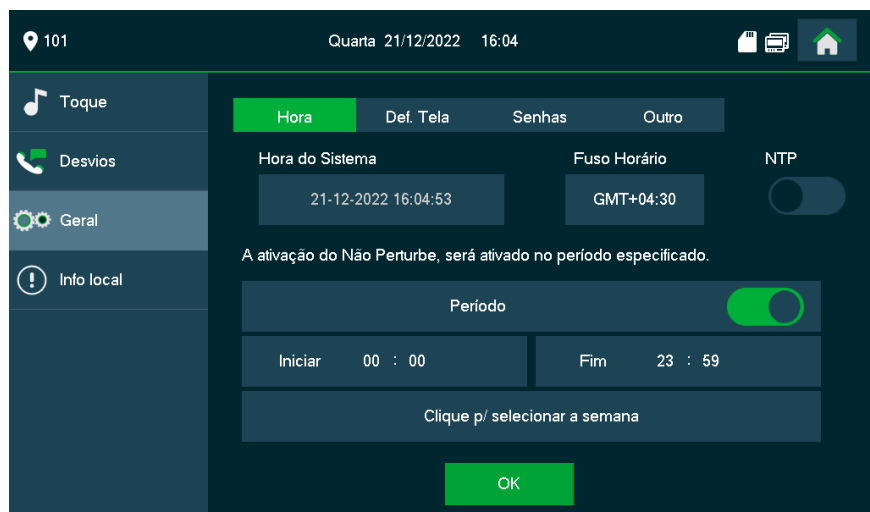 101 Quarta 21/12/2022 16:04
Toque
Desvios
Geral
Info local
Hora Def. Tela Senhas Outro
Hora do Sistema Fuso Horário NTP
21-12-2022 16:04:53 GMT+04:30
A ativação do Não Perturbe, será ativado no período especificado.
Período
Iniciar 00 : 00 Fim 23 : 59
Clique p/ selecionar a semana
OK